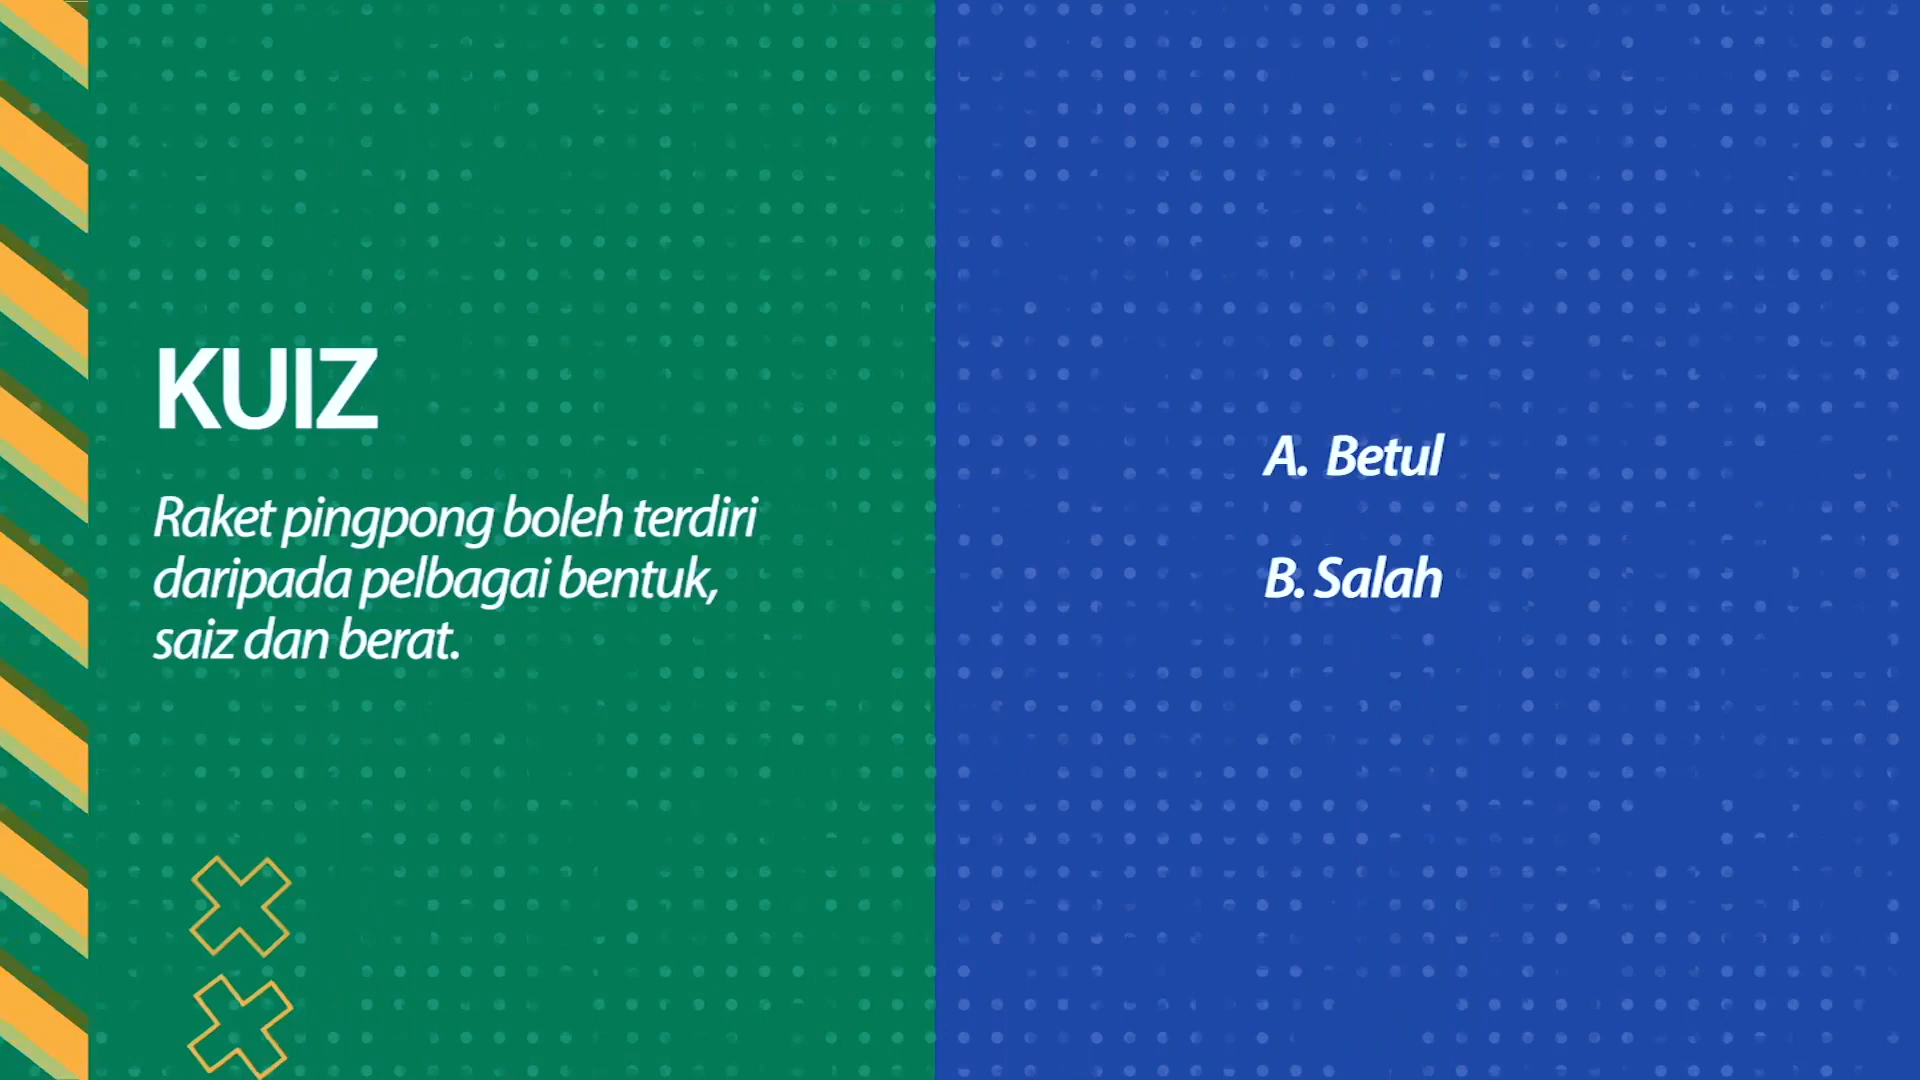 KUIZ
Raket pingpong boleh terdiri
daripada pelbagai bentuk,
saiz dan berat.
A. Betul
B. Salah